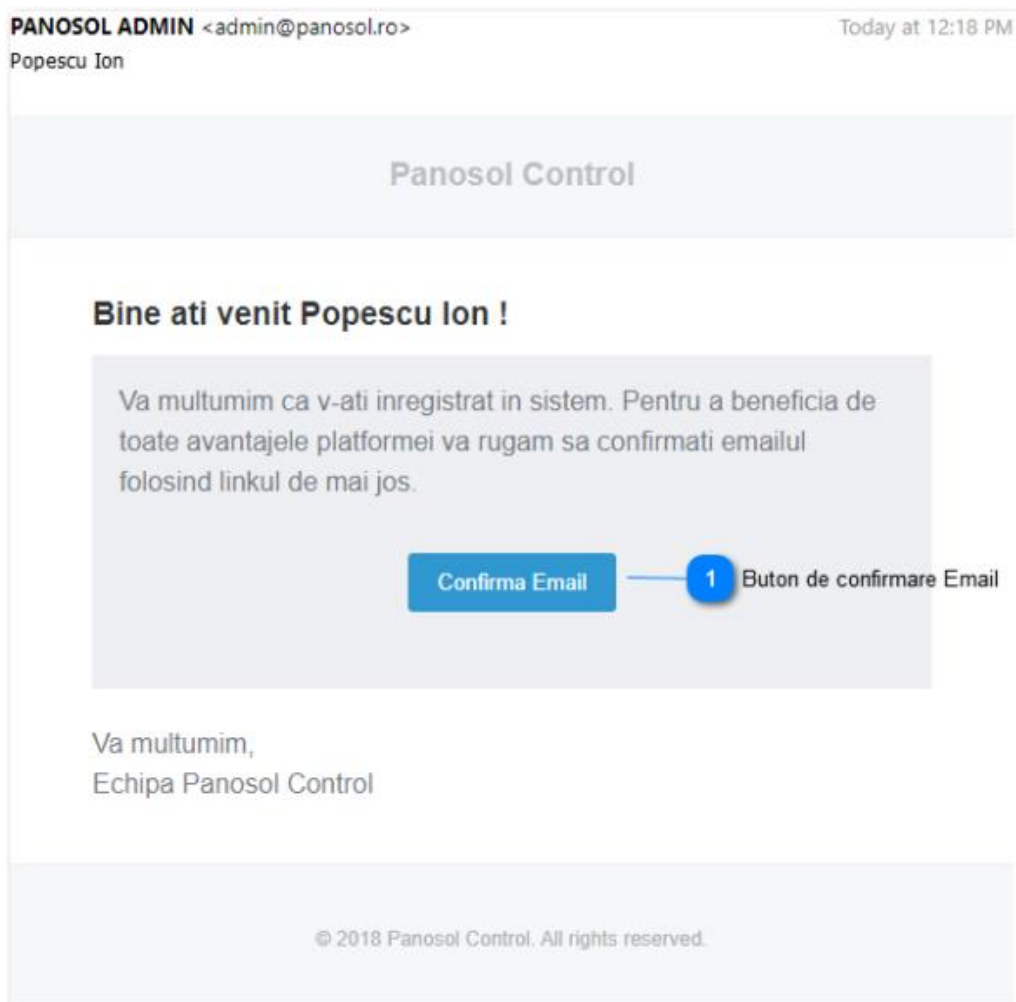 PANOSOL ADMIN <admin@panosol.ro>
Today at 12:18 PM
Popescu Ion
Panosol Control
Bine ati venit Popescu Ion !
Va multumim ca v-ati inregistrat in sistem. Pentru a beneficia de
toate avantajele platformei va rugam sa confirmati emailul
folosind linkul de mai jos.
Confirma Email
1 Buton de confirmare Email
Va multumim,
Echipa Panosol Control
© 2018 Panosol Control. All rights reserved.